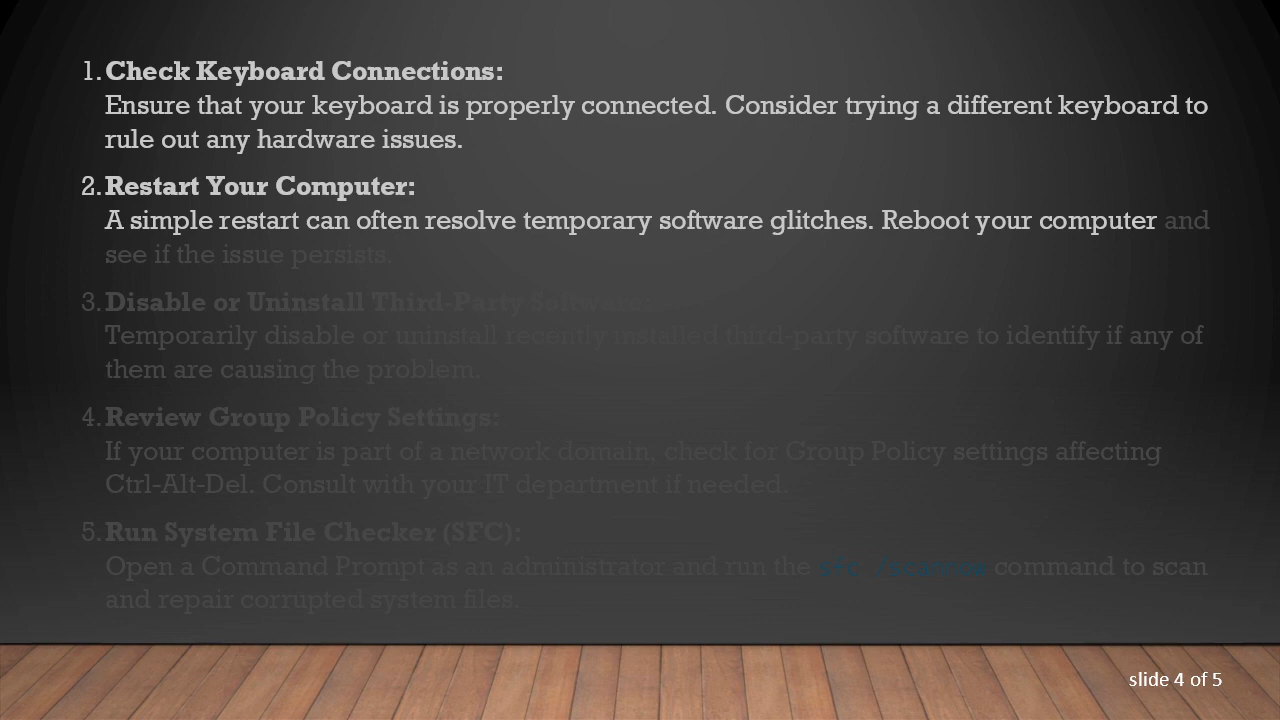 1. Check Keyboard Connections:
Ensure that your keyboard is properly connected. Consider trying a different keyboard to
rule out any hardware issues.
2. Restart Your Computer:
A simple restart can often resolve temporary software glitches. Reboot your computer and
see if the issue persists.
3. Disable or Uninstall Third-Party Software:
Temporarily disable or uninstall recently installed third-party software to identify if any of
them are causing the problem.
4. Review Group Policy Settings:
If your computer is part of a network domain, check for Group Policy settings affecting
Ctrl-Alt-Del. Consult with your IT department if needed.
5. Run System File Checker (SFC):
Open a Command Prompt as an administrator and run the sfc /scannow command to scan
and repair corrupted system files.
slide 4 of 5